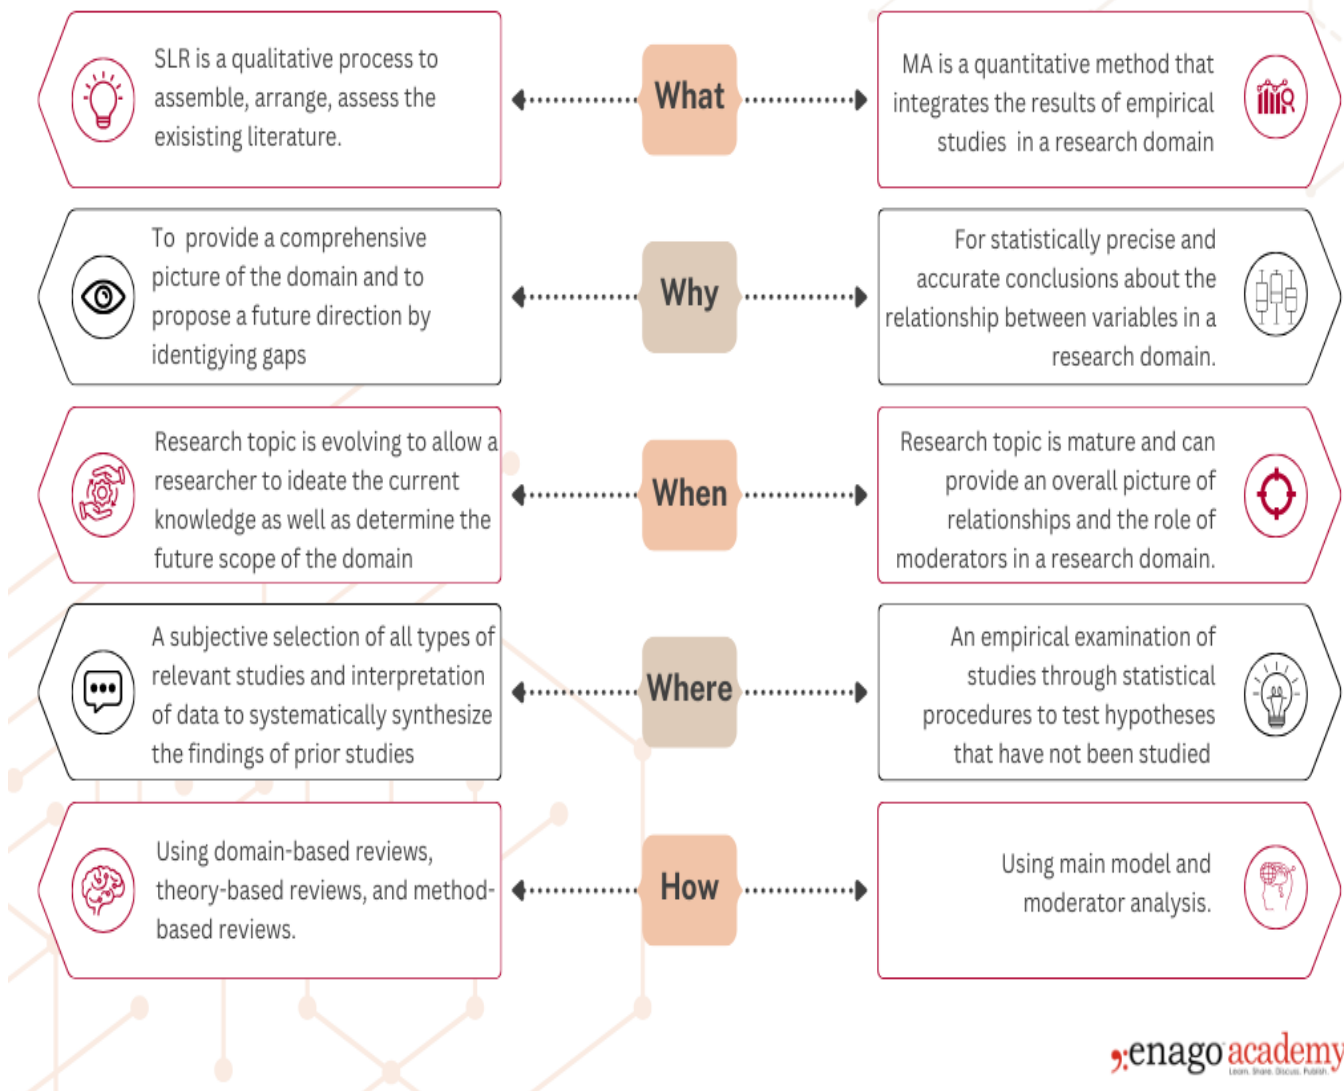 SLR is a qualitative process to
assemble, arrange, assess the
exisisting literature.
What
MA is a quantitative method that
integrates the results of empirical
studies in a research domain
To provide a comprehensive
picture of the domain and to
propose a future direction by
identigying gaps
Why
For statistically precise and
accurate conclusions about the
relationship between variables in a
research domain.
Research topic is evolving to allow a
researcher to ideate the current
knowledge as well as determine the
future scope of the domain
When
Research topic is mature and can
provide an overall picture of
relationships and the role of
moderators in a research domain.
A subjective selection of all types of
relevant studies and interpretation
of data to systematically synthesize
the findings of prior studies
Where
An empirical examination of
studies through statistical
procedures to test hypotheses
that have not been studied
Using domain-based reviews,
theory-based reviews, and method-
based reviews.
How
Using main model and
moderator analysis.
enago academy
Learn. Share. Discuss. Publish.